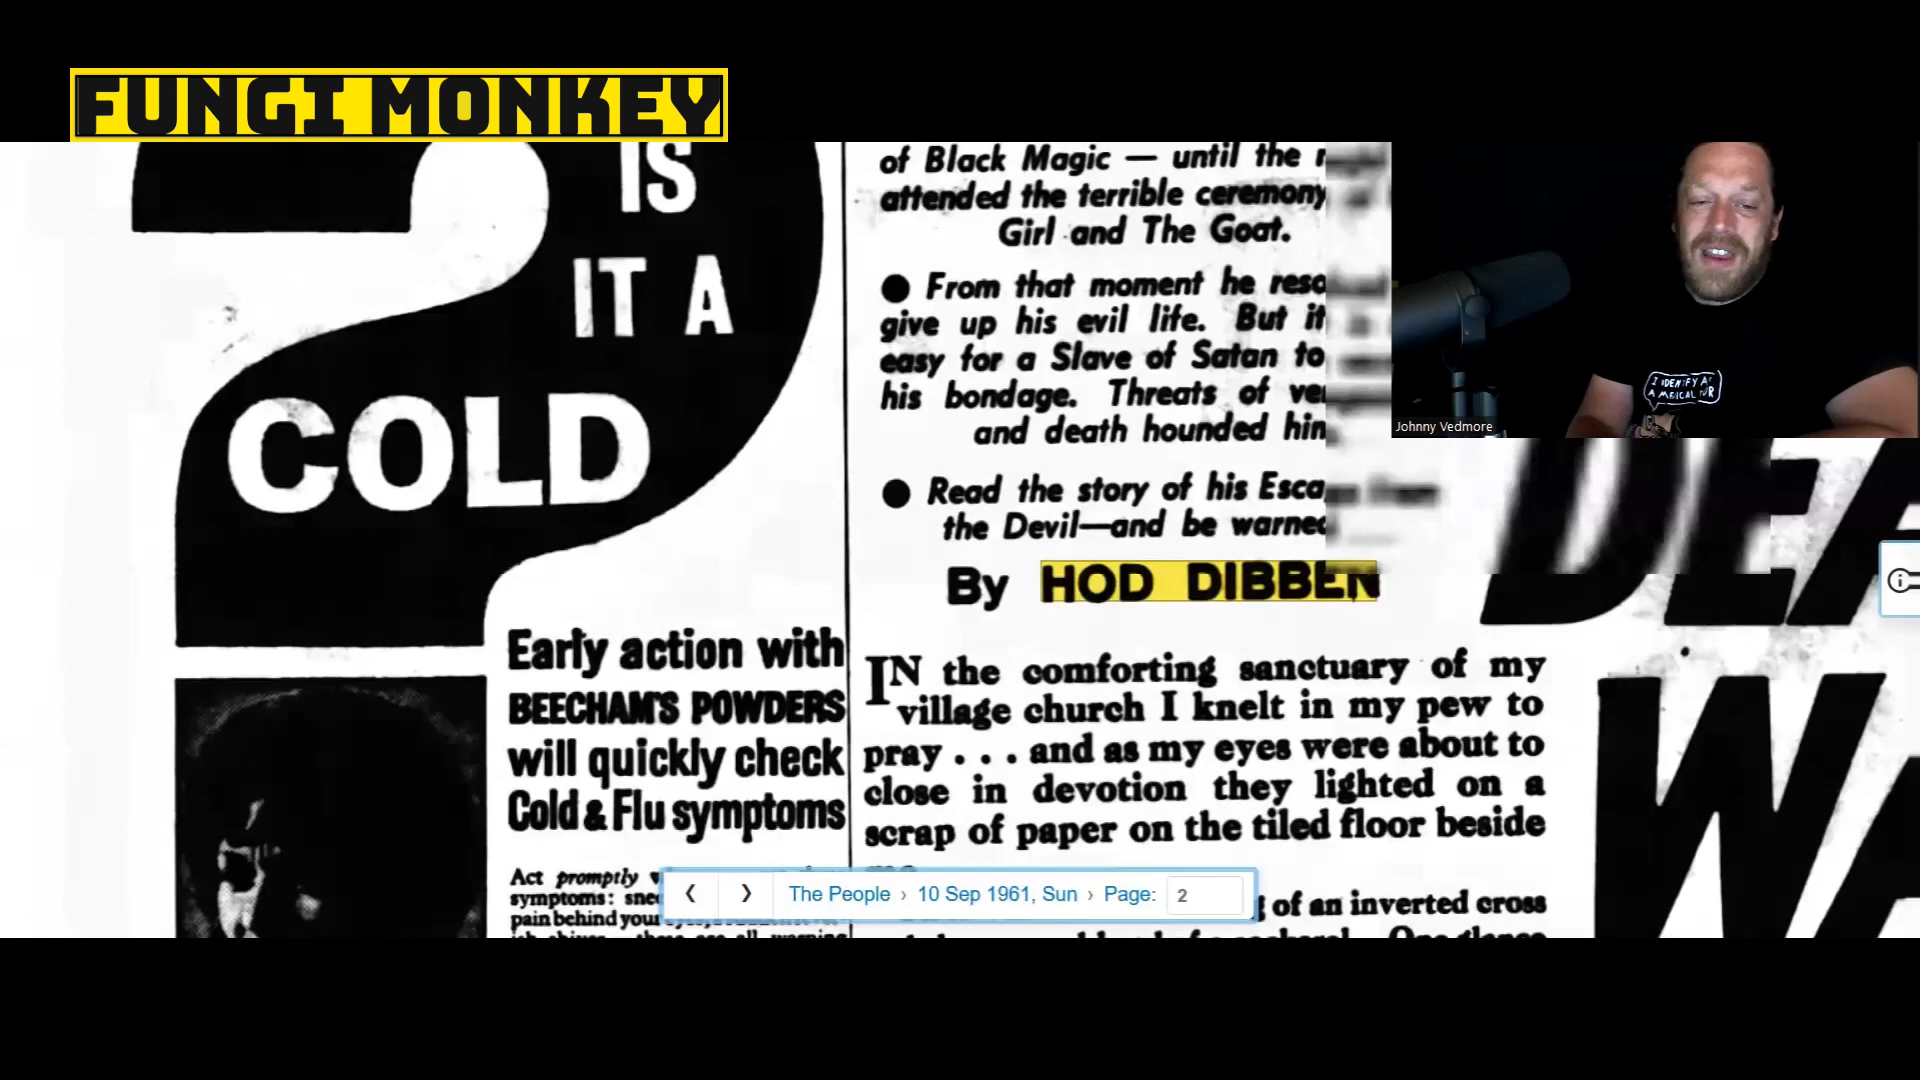 FUNGI MONKEY
IS
IT A
COLD
Early action with
BEECHAM'S POWDERS
will quickly check
Cold & Flu symptoms
Act promptly
symptoms:
pain behind your
of Black Magic — until the
attended the terrible ceremony
Girl and The Goat.
● From that moment he
give up his evil life. But it
easy for a Slave of Satan to
his bondage. Threats of
and death hounded
● Read the story of his
the Devil—and be warned
By HOD DIBBEN
IN the comforting sanctuary of my
village church I knelt in my pew to
pray . . . and as my eyes were about to
close in devotion they lighted on a
scrap of paper on the tiled floor beside
of an inverted cross
The People › 10 Sep 1961, Sun › Page: 2
Johnny Vedmore
I IDENTIFY AS